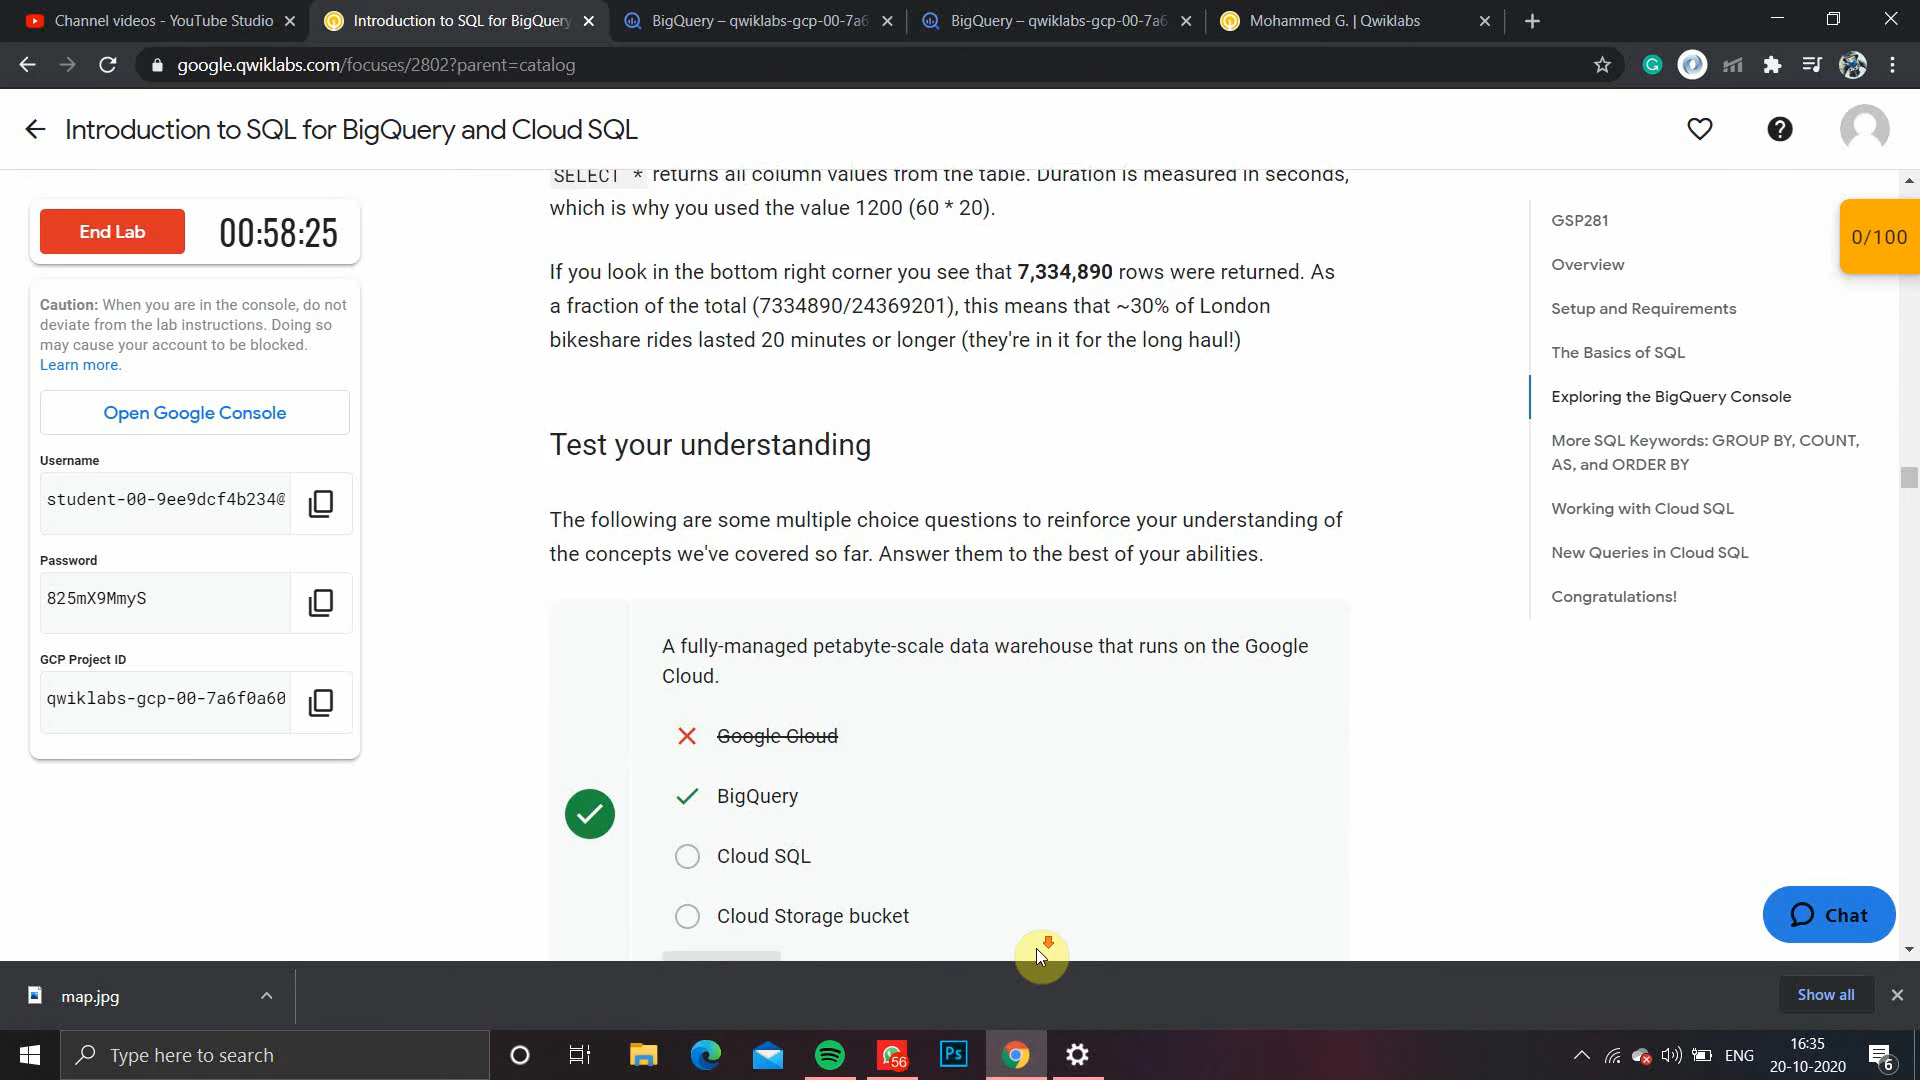 Channel videos - YouTube Studio
Introduction to SQL for BigQuery
BigQuery – qwiklabs-gcp-00-7a6
BigQuery – qwiklabs-gcp-00-7a6
Mohammed G. | Qwiklabs
google.qwiklabs.com/focuses/2802?parent=catalog
Introduction to SQL for BigQuery and Cloud SQL
End Lab
00:58:25
Caution: When you are in the console, do not
deviate from the lab instructions. Doing so
may cause your account to be blocked.
Learn more.
Open Google Console
Username
student-00-9ee9dcf4b234@
Password
825mX9MmyS
GCP Project ID
qwiklabs-gcp-00-7a6f0a60
SELECT * returns all column values from the table. Duration is measured in seconds,
which is why you used the value 1200 (60 * 20).
If you look in the bottom right corner you see that 7,334,890 rows were returned. As
a fraction of the total (7334890/24369201), this means that ~30% of London
bikeshare rides lasted 20 minutes or longer (they're in it for the long haul!)
Test your understanding
The following are some multiple choice questions to reinforce your understanding of
the concepts we've covered so far. Answer them to the best of your abilities.
A fully-managed petabyte-scale data warehouse that runs on the Google
Cloud.
Google Cloud
BigQuery
Cloud SQL
Cloud Storage bucket
GSP281
Overview
Setup and Requirements
The Basics of SQL
Exploring the BigQuery Console
More SQL Keywords: GROUP BY, COUNT,
AS, and ORDER BY
Working with Cloud SQL
New Queries in Cloud SQL
Congratulations!
0/100
Chat
map.jpg
Show all
Type here to search
56
Ps
ENG
16:35
20-10-2020
6